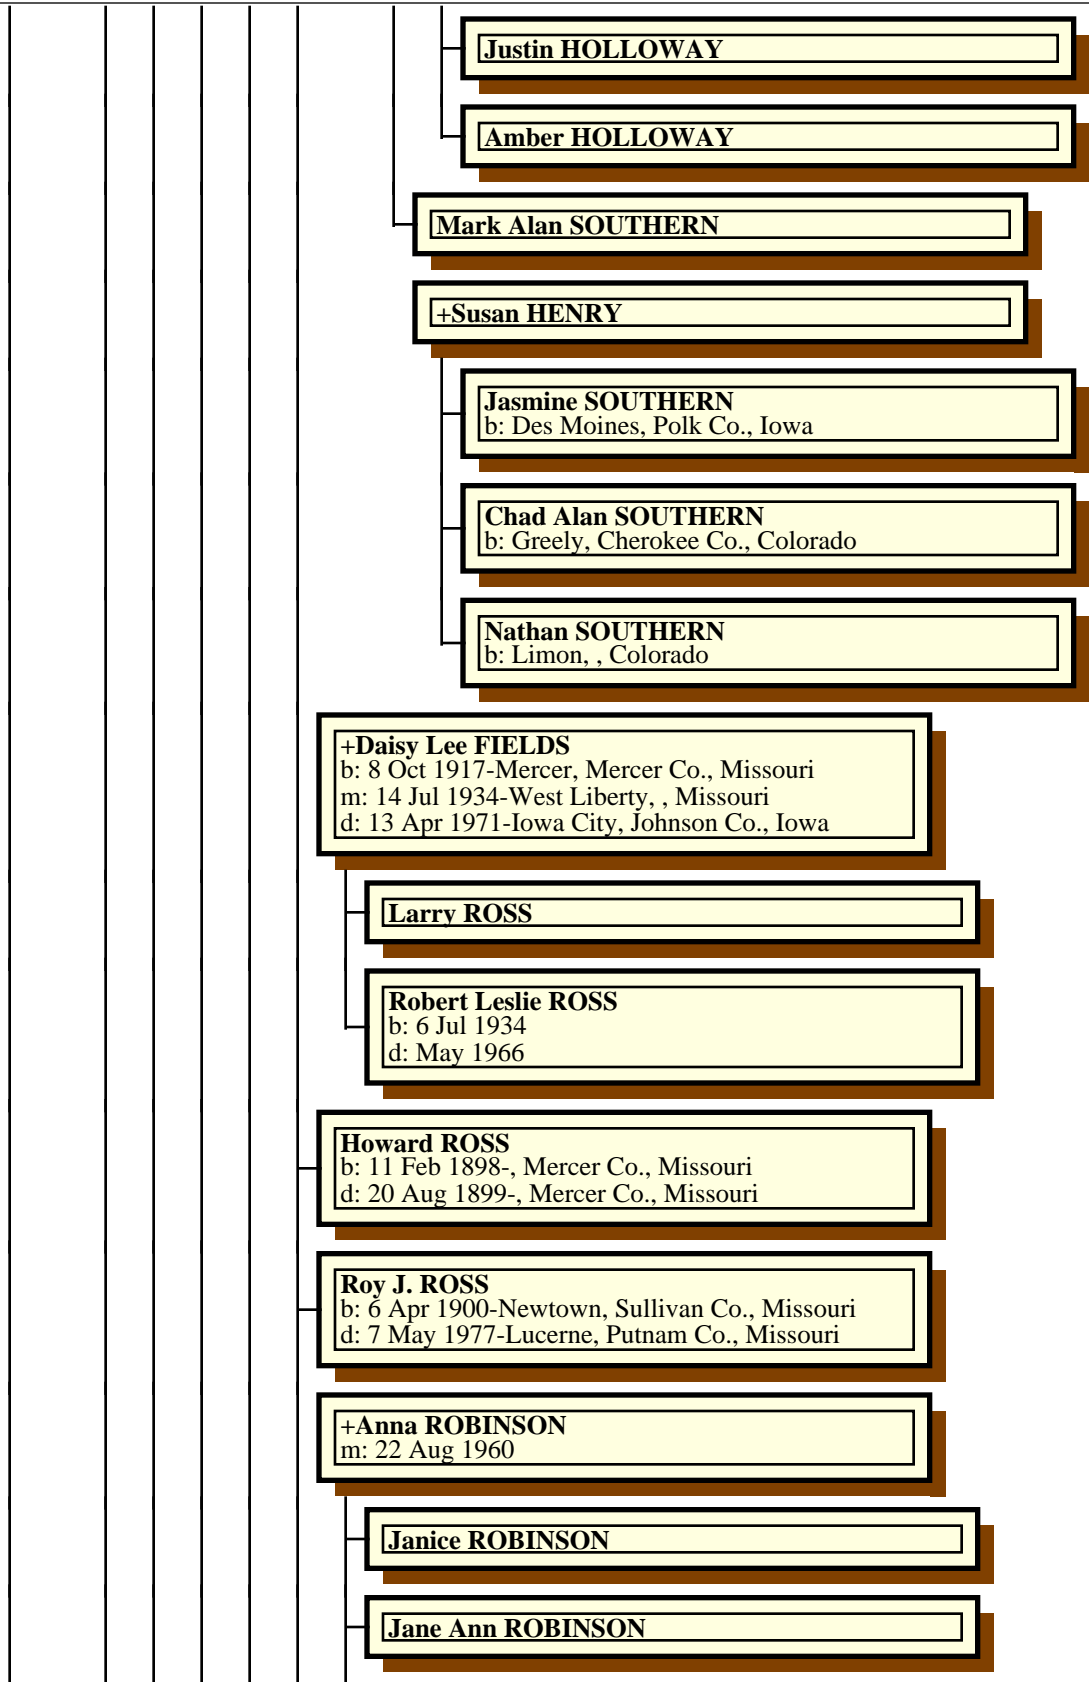 Justin HOLLOWAY
Amber HOLLOWAY
Mark Alan SOUTHERN
+Susan HENRY
Jasmine SOUTHERN
b: Des Moines, Polk Co., Iowa
Chad Alan SOUTHERN
b: Greely, Cherokee Co., Colorado
Nathan SOUTHERN
b: Limon, , Colorado
+Daisy Lee FIELDS
b: 8 Oct 1917-Mercer, Mercer Co., Missouri
m: 14 Jul 1934-West Liberty, , Missouri
d: 13 Apr 1971-Iowa City, Johnson Co., Iowa
Larry ROSS
Robert Leslie ROSS
b: 6 Jul 1934
d: May 1966
Howard ROSS
b: 11 Feb 1898-, Mercer Co., Missouri
d: 20 Aug 1899-, Mercer Co., Missouri
Roy J. ROSS
b: 6 Apr 1900-Newtown, Sullivan Co., Missouri
d: 7 May 1977-Lucerne, Putnam Co., Missouri
+Anna ROBINSON
m: 22 Aug 1960
Janice ROBINSON
Jane Ann ROBINSON